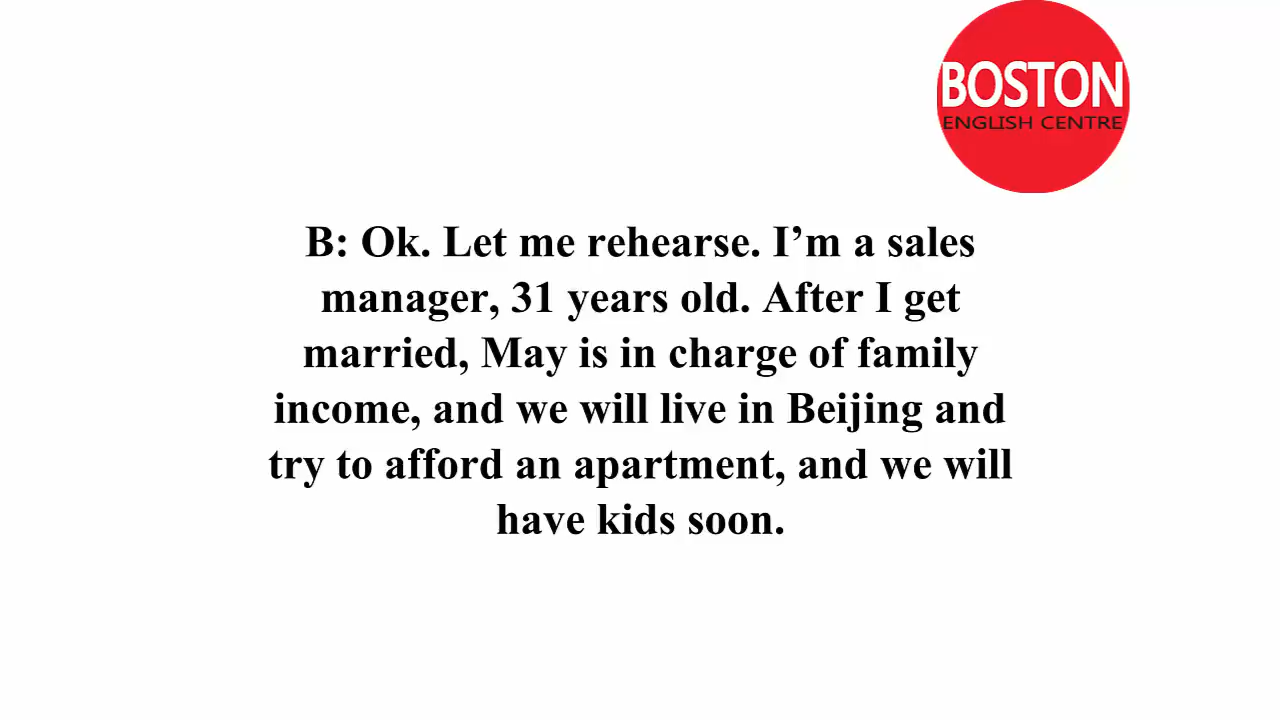 BOSTON
ENGLISH CENTRE
B: Ok. Let me rehearse. I’m a sales
manager, 31 years old. After I get
married, May is in charge of family
income, and we will live in Beijing and
try to afford an apartment, and we will
have kids soon.